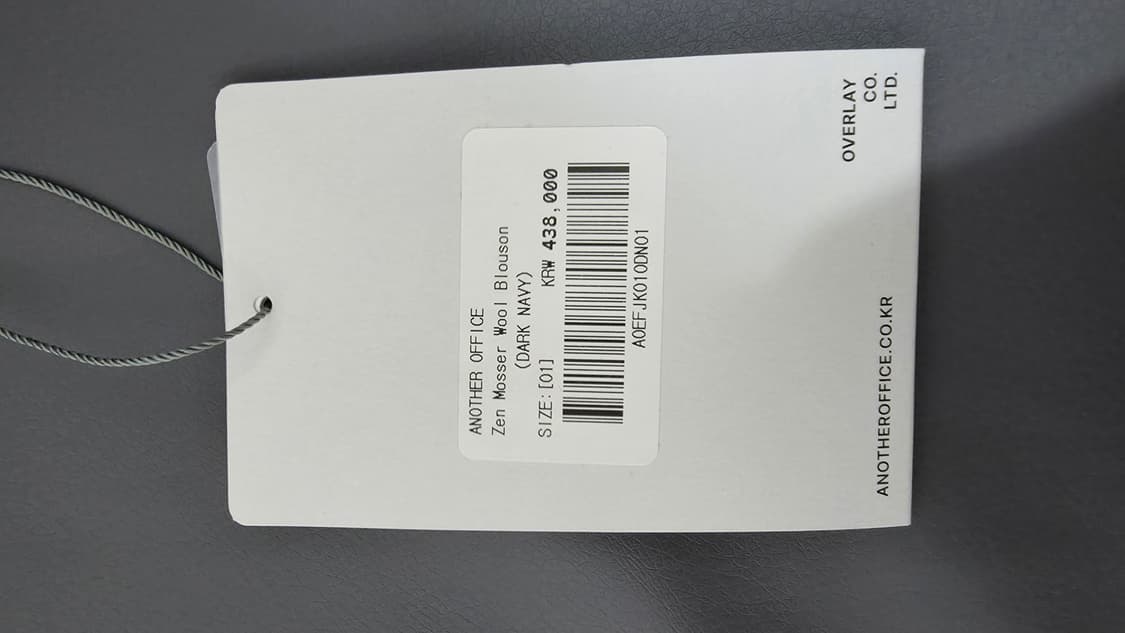 ANOTHER OFFICE
Zen Mosser Wool Blouson
(DARK NAVY)
SIZE:[01] KRW 438,000
AOEFJK010DN01
ANOTHEROFFICE.CO.KR
OVERLAY
CO.
LTD.